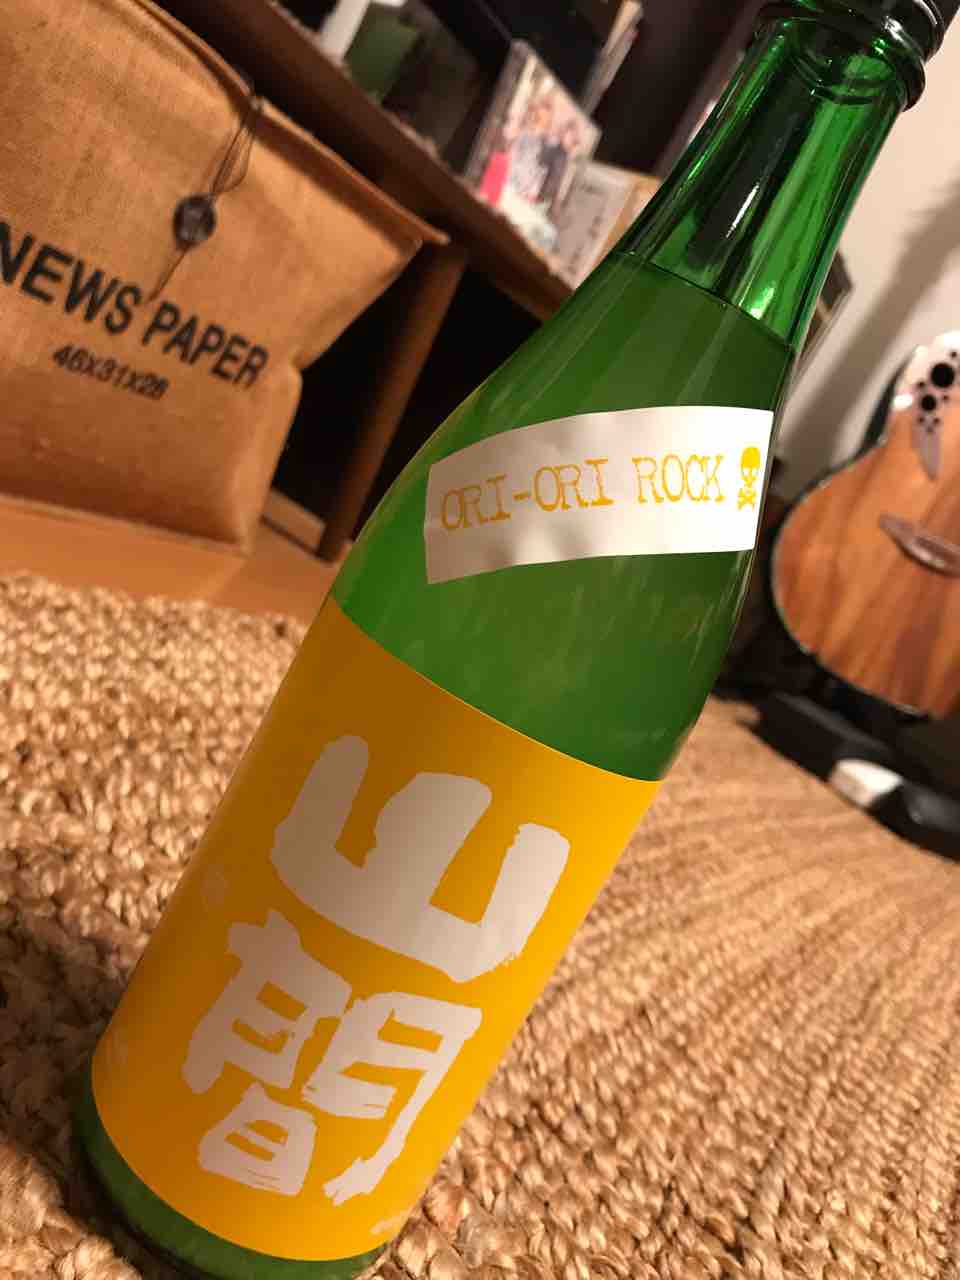 NEWS PAPER
46X31X28
ORI-ORI ROCK
山間